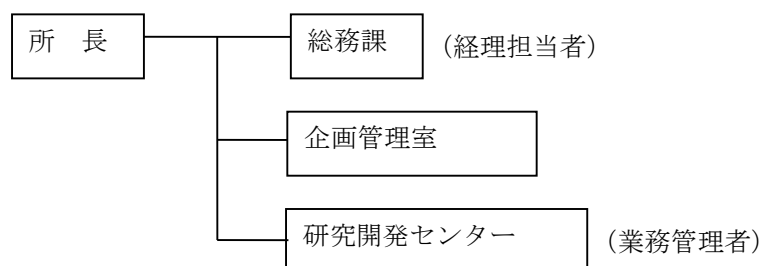 所　長
総務課
（経理担当者）
企画管理室
研究開発センター
（業務管理者）